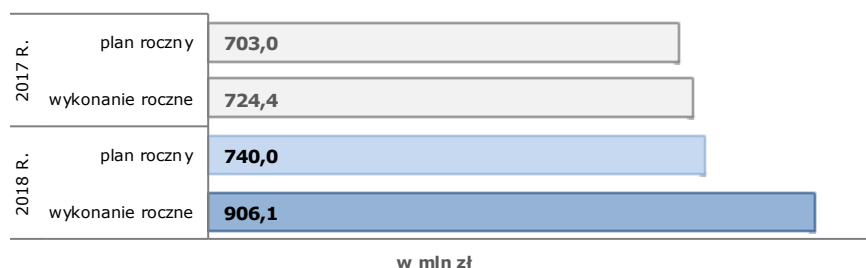 2017 R.
plan roczny 703,0
wykonanie roczne 724,4
2018 R.
plan roczny 740,0
wykonanie roczne 906,1
w mln zł